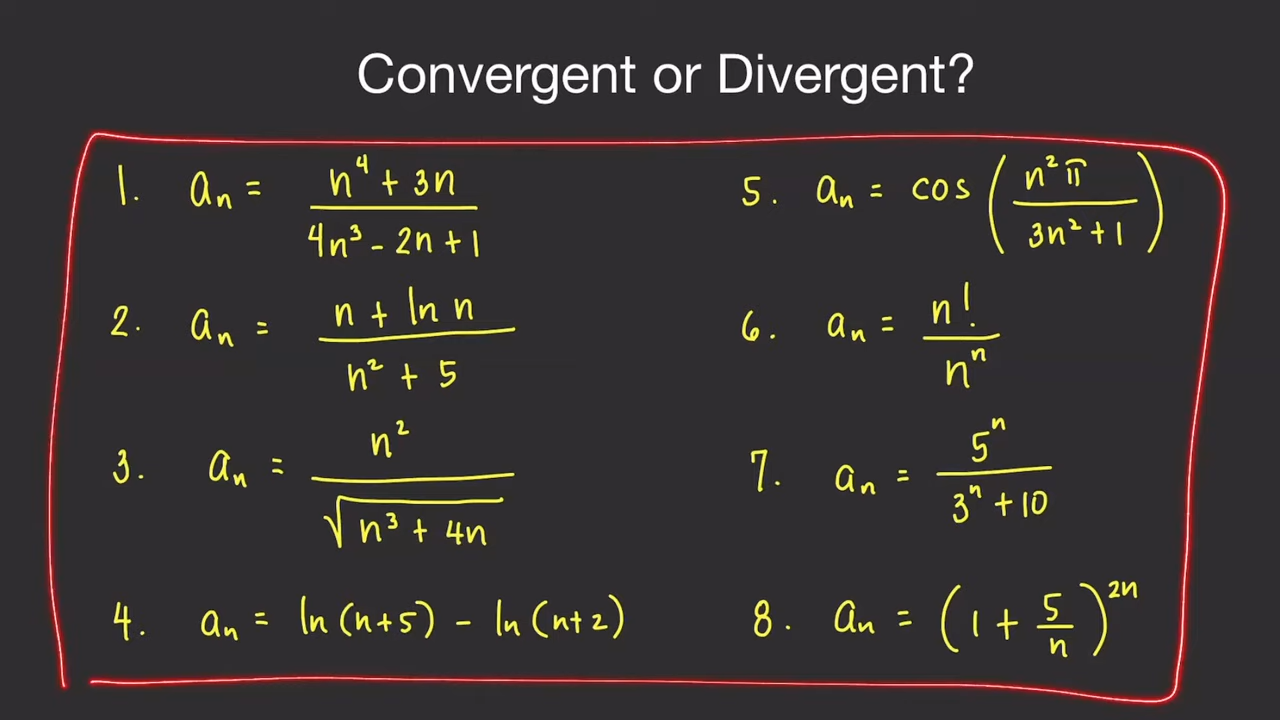 Convergent or Divergent?
1. aₙ = (n⁴ + 3n)/(4n³ - 2n + 1)
2. aₙ = (n + ln n)/(n² + 5)
3. aₙ = n²/√(n³ + 4n)
4. aₙ = ln (n+5) - ln (n+2)
5. aₙ = cos (n²π/(3n² + 1))
6. aₙ = n!/nⁿ
7. aₙ = 5ⁿ/(3ⁿ + 10)
8. aₙ = (1 + 5/n)²ⁿ